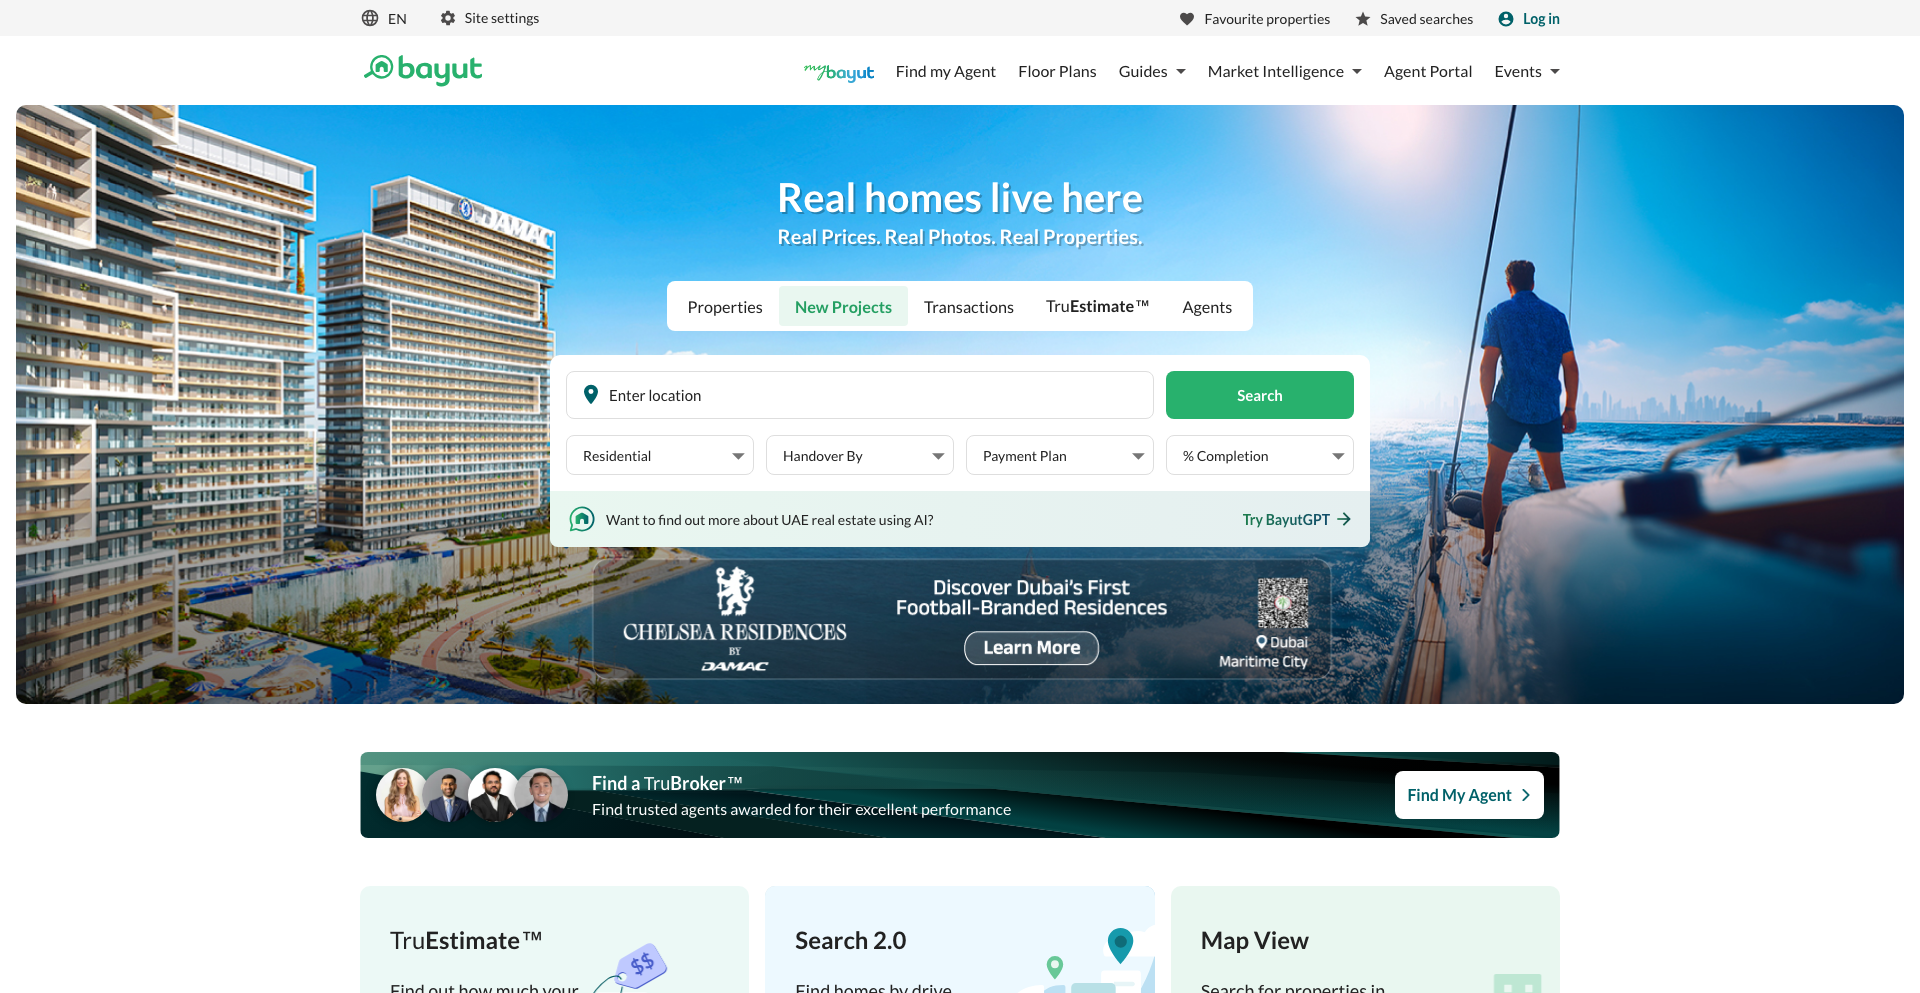 EN
Site settings
Favourite properties
Saved searches
Log in
bayut
mybayut
Find my Agent
Floor Plans
Guides
Market Intelligence
Agent Portal
Events
DAMAC
Real homes live here
Real Prices. Real Photos. Real Properties.
Properties
New Projects
Transactions
TruEstimate™
Agents
Enter location
Search
Residential
Handover By
Payment Plan
% Completion
Want to find out more about UAE real estate using AI?
Try BayutGPT
CHELSEA RESIDENCES
BY
DAMAC
Discover Dubai's First
Football-Branded Residences
Learn More
Dubai
Maritime City
Find a TruBroker™
Find trusted agents awarded for their excellent performance
Find My Agent
TruEstimate™
$$
Find out how much your
Search 2.0
Find homes by drive
Map View
Search for properties in